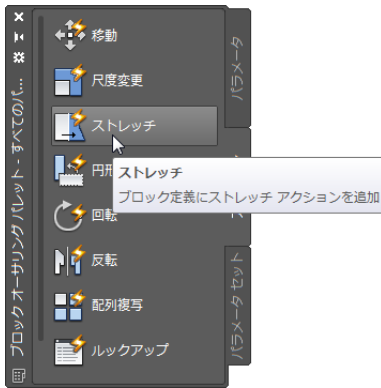 移動
尺度変更
ストレッチ
円形
ストレッチ
ブロック定義にストレッチ アクションを追加
回転
反転
配列複写
ルックアップ
パラメータ
パラメータ セット
ブロック オーサリング パレット - すべてのパ...